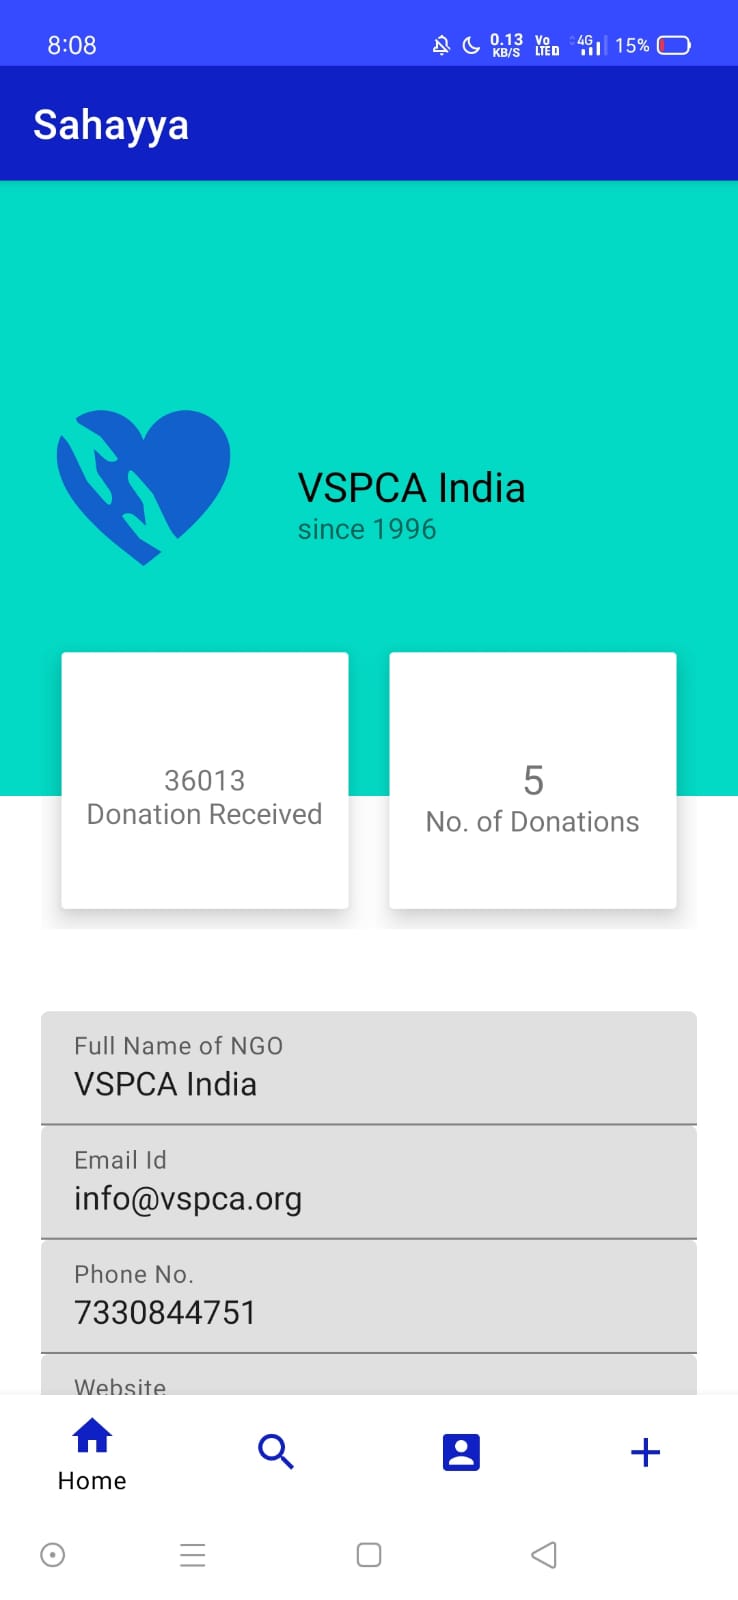 8:08
0.13 KB/S Vo LTE 4G 15%
Sahayya
VSPCA India
since 1996
36013
Donation Received
5
No. of Donations
Full Name of NGO
VSPCA India
Email Id
info@vspca.org
Phone No.
7330844751
Website
Home